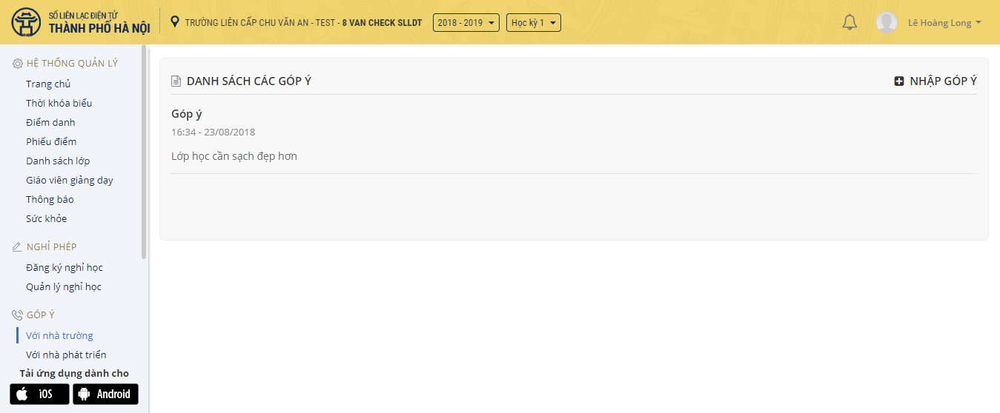 SỔ LIÊN LẠC ĐIỆN TỬ
THÀNH PHỐ HÀ NỘI
TRƯỜNG LIÊN CẤP CHU VĂN AN - TEST - 8 VAN CHECK SLLDT
2018 - 2019
Học kỳ 1
Lê Hoàng Long
HỆ THỐNG QUẢN LÝ
Trang chủ
Thời khóa biểu
Điểm danh
Phiếu điểm
Danh sách lớp
Giáo viên giảng dạy
Thông báo
Sức khỏe
NGHỈ PHÉP
Đăng ký nghỉ học
Quản lý nghỉ học
GÓP Ý
Với nhà trường
Với nhà phát triển
Tải ứng dụng dành cho
iOS
Android
DANH SÁCH CÁC GÓP Ý
NHẬP GÓP Ý
Góp ý
16:34 - 23/08/2018
Lớp học cần sạch đẹp hơn